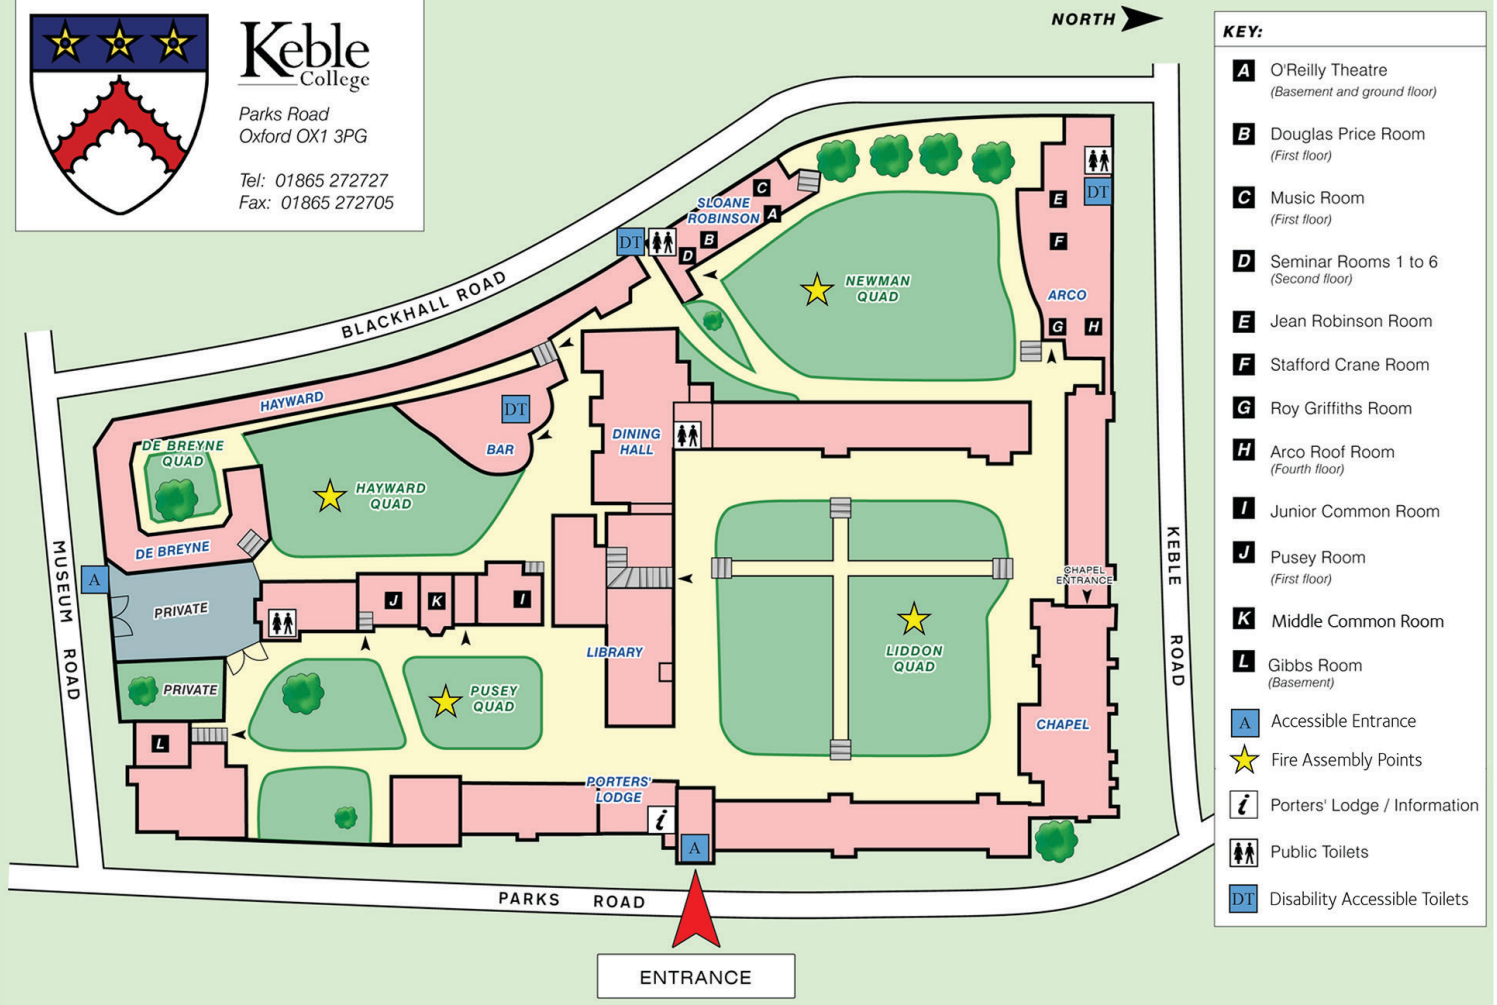 Keble
College
Parks Road
Oxford OX1 3PG
Tel: 01865 272727
Fax: 01865 272705
NORTH
KEY:
A O'Reilly Theatre
(Basement and ground floor)
B Douglas Price Room
(First floor)
C Music Room
(First floor)
D Seminar Rooms 1 to 6
(Second floor)
E Jean Robinson Room
F Stafford Crane Room
G Roy Griffiths Room
H Arco Roof Room
(Fourth floor)
I Junior Common Room
J Pusey Room
(First floor)
K Middle Common Room
L Gibbs Room
(Basement)
A Accessible Entrance
Fire Assembly Points
i Porters' Lodge / Information
Public Toilets
DT Disability Accessible Toilets
BLACKHALL ROAD
SLOANE
ROBINSON
C
A
B
D
DT
NEWMAN
QUAD
DT
E
F
ARCO
G
H
HAYWARD
DE BREYNE
QUAD
DT
BAR
DINING
HALL
HAYWARD
QUAD
DE BREYNE
A
PRIVATE
MUSEUM ROAD
J
K
I
LIBRARY
LIDDON
QUAD
CHAPEL
ENTRANCE
KEBLE ROAD
PRIVATE
PUSEY
QUAD
CHAPEL
L
PORTERS'
LODGE
i
A
PARKS ROAD
ENTRANCE